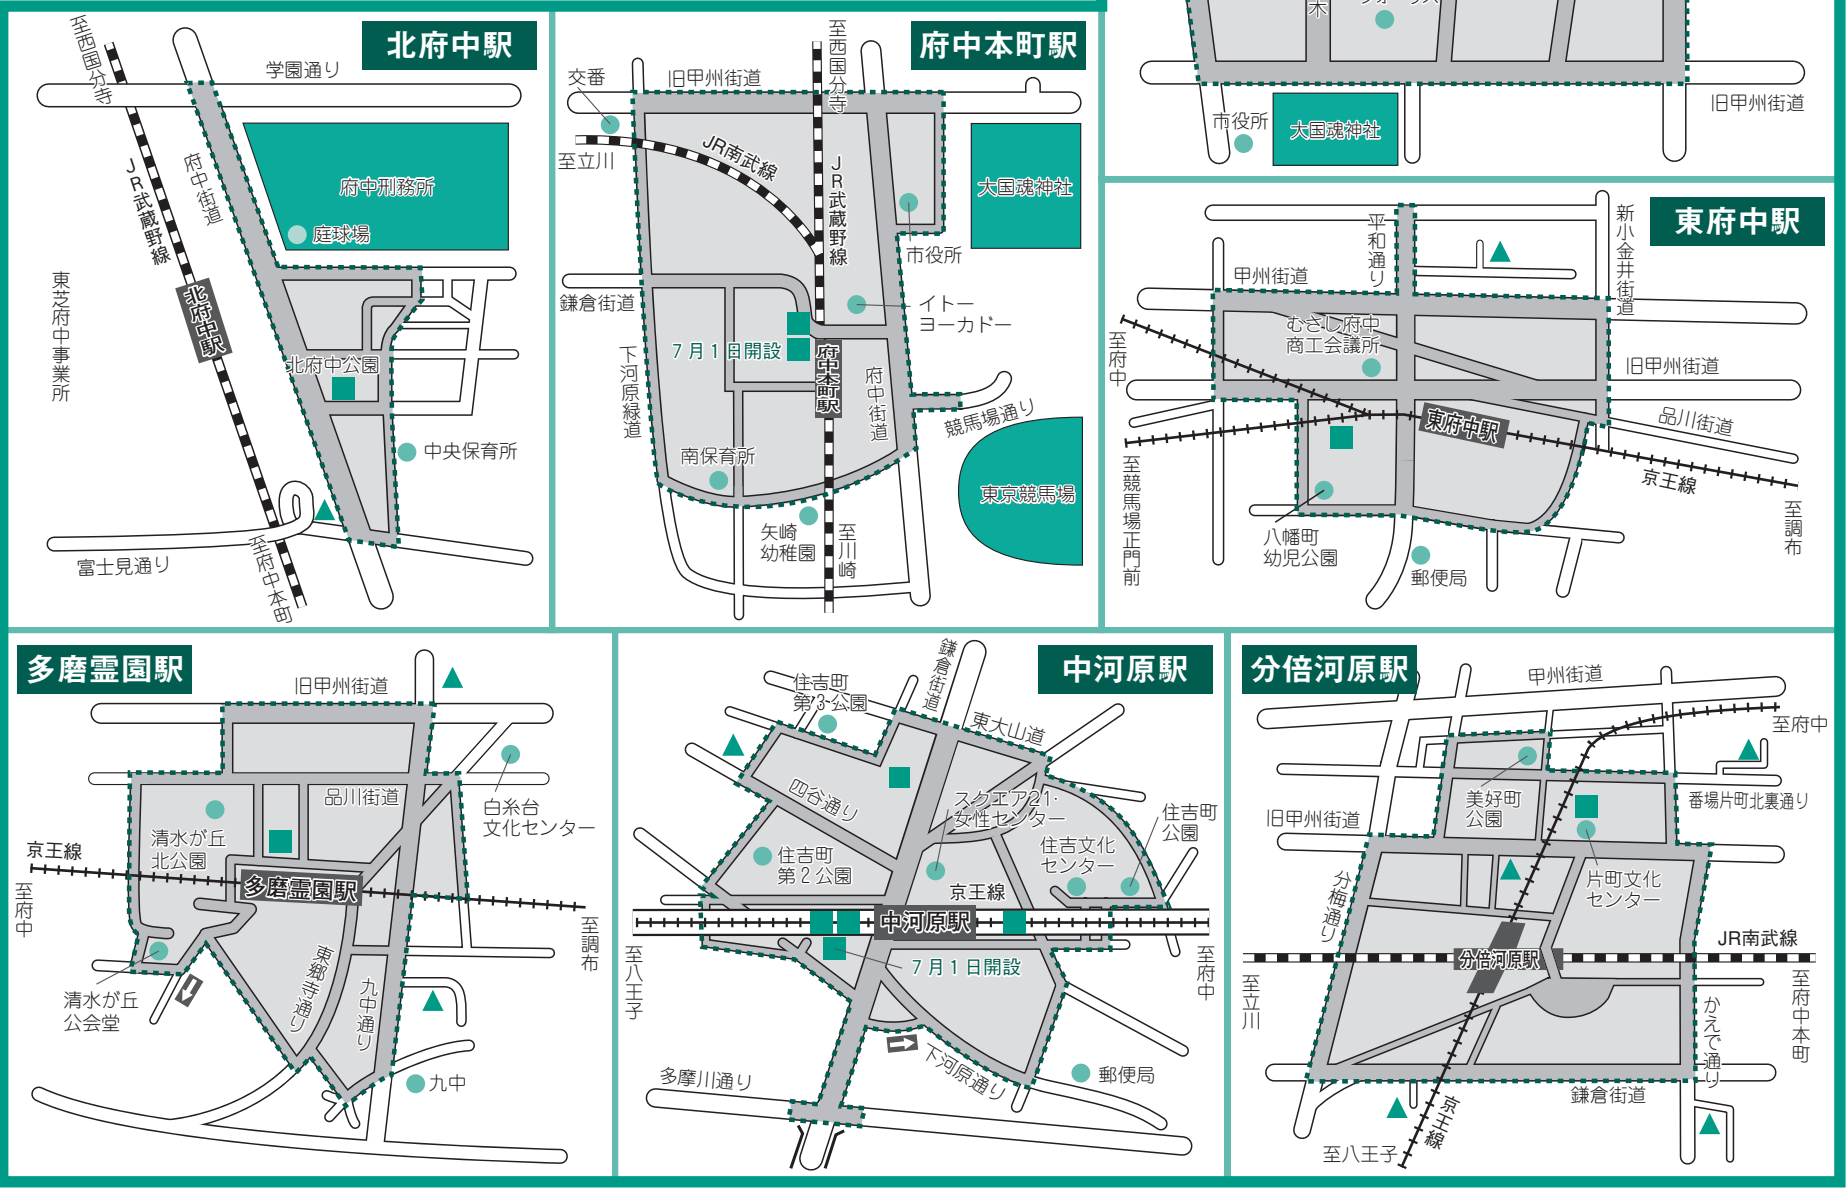 北府中駅
至西国分寺
学園通り
JR武蔵野線
府中街道
府中刑務所
庭球場
東芝府中事業所
北府中駅
北府中公園
中央保育所
富士見通り
至府中本町
府中本町駅
交番
旧甲州街道
至西国分寺
至立川
JR南武線
JR武蔵野線
大国魂神社
市役所
鎌倉街道
イトー
ヨーカドー
7月1日開設
府中本町駅
下河原緑道
府中街道
競馬場通り
南保育所
東京競馬場
矢崎
幼稚園
至川崎
木
旧甲州街道
市役所
大国魂神社
東府中駅
平和通り
新小金井街道
甲州街道
むさし府中
商工会議所
至府中
旧甲州街道
東府中駅
品川街道
京王線
至競馬場正門前
至調布
八幡町
幼児公園
郵便局
多磨霊園駅
旧甲州街道
品川街道
白糸台
文化センター
清水が丘
北公園
京王線
多磨霊園駅
至府中
至調布
東郷寺通り
九中通り
清水が丘
公会堂
九中
中河原駅
住吉町
第3公園
鎌倉街道
東大山道
四谷通り
スクエア21・
女性センター
住吉町
公園
住吉町
第2公園
住吉文化
センター
京王線
中河原駅
7月1日開設
至八王子
至府中
下河原通り
多摩川通り
郵便局
分倍河原駅
甲州街道
至府中
美好町
公園
番場片町北裏通り
旧甲州街道
分梅通り
片町文化
センター
JR南武線
分倍河原駅
至立川
至府中本町
かえで通り
鎌倉街道
京王線
至八王子